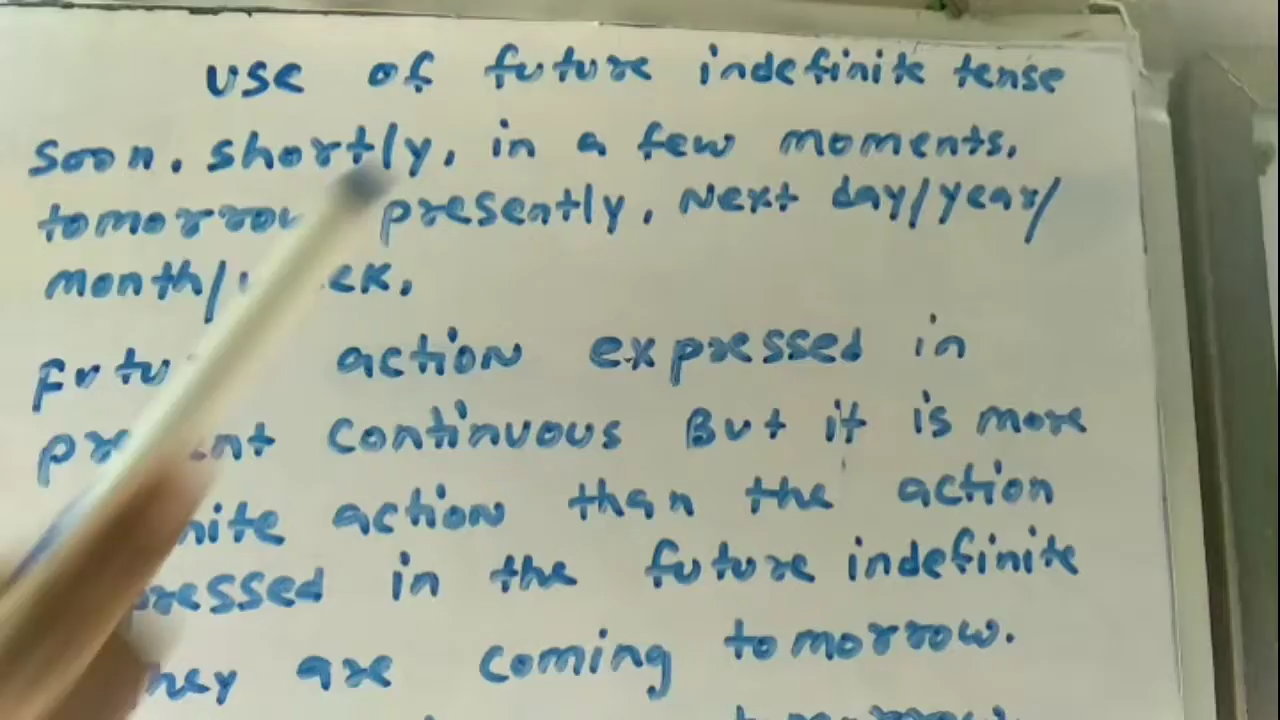 use of future indefinite tense
soon, shortly, in a few moments.
presently, Next day/year/
month/
action expressed in
continuous But it is more
action than the action
in the future indefinite
are coming tomorrow.